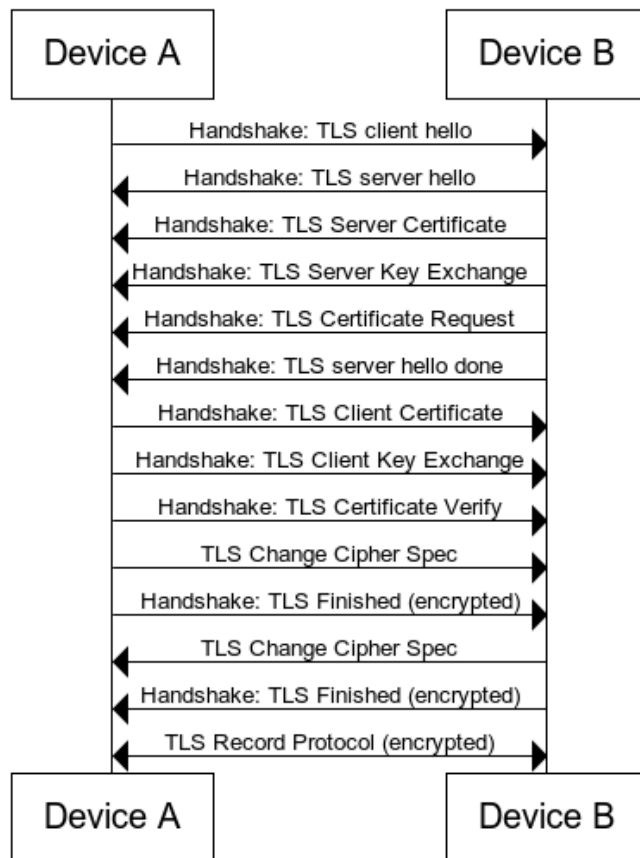 Device A
Device B
Handshake: TLS client hello
Handshake: TLS server hello
Handshake: TLS Server Certificate
Handshake: TLS Server Key Exchange
Handshake: TLS Certificate Request
Handshake: TLS server hello done
Handshake: TLS Client Certificate
Handshake: TLS Client Key Exchange
Handshake: TLS Certificate Verify
TLS Change Cipher Spec
Handshake: TLS Finished (encrypted)
TLS Change Cipher Spec
Handshake: TLS Finished (encrypted)
TLS Record Protocol (encrypted)
Device A
Device B